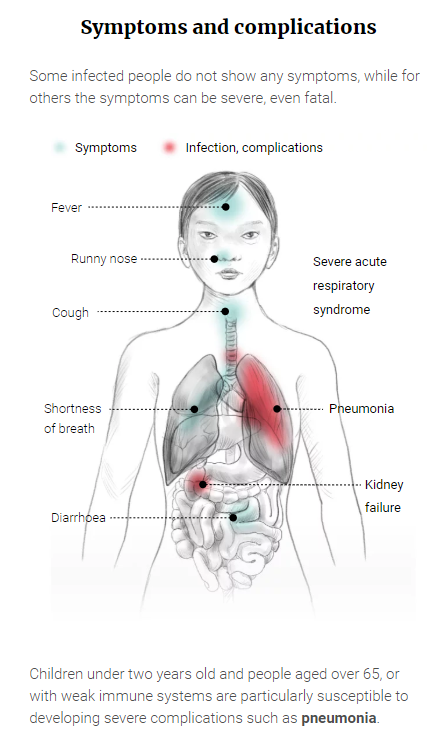 Symptoms and complications
Some infected people do not show any symptoms, while for
others the symptoms can be severe, even fatal.
Symptoms
Infection, complications
Fever
Runny nose
Severe acute
respiratory
syndrome
Cough
Shortness
of breath
Pneumonia
Kidney
failure
Diarrhoea
Children under two years old and people aged over 65, or
with weak immune systems are particularly susceptible to
developing severe complications such as pneumonia.